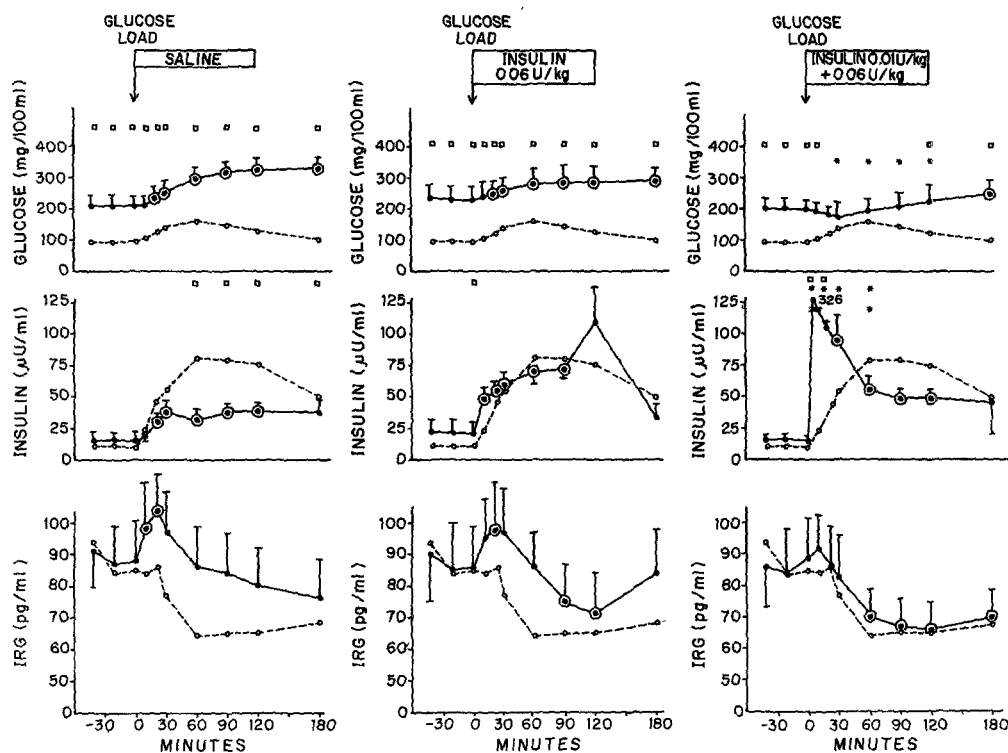 GLUCOSE
LOAD
SALINE
GLUCOSE (mg/100ml)
400
300
200
100
0
INSULIN (μU/ml)
125
100
75
50
25
0
IRG (pg/ml)
100
90
80
70
60
0
-30 0 30 60 90 120 180
MINUTES
GLUCOSE
LOAD
INSULIN
0.06 U/kg
GLUCOSE (mg/100ml)
400
300
200
100
0
INSULIN (μU/ml)
125
100
75
50
25
0
IRG (pg/ml)
100
90
80
70
60
0
-30 0 30 60 90 120 180
MINUTES
GLUCOSE
LOAD
INSULIN 0.01U/kg
+ 0.06 U/kg
GLUCOSE (mg/100ml)
400
300
200
100
0
326
INSULIN (μU/ml)
125
100
75
50
25
0
IRG (pg/ml)
100
90
80
70
60
0
-30 0 30 60 90 120 180
MINUTES